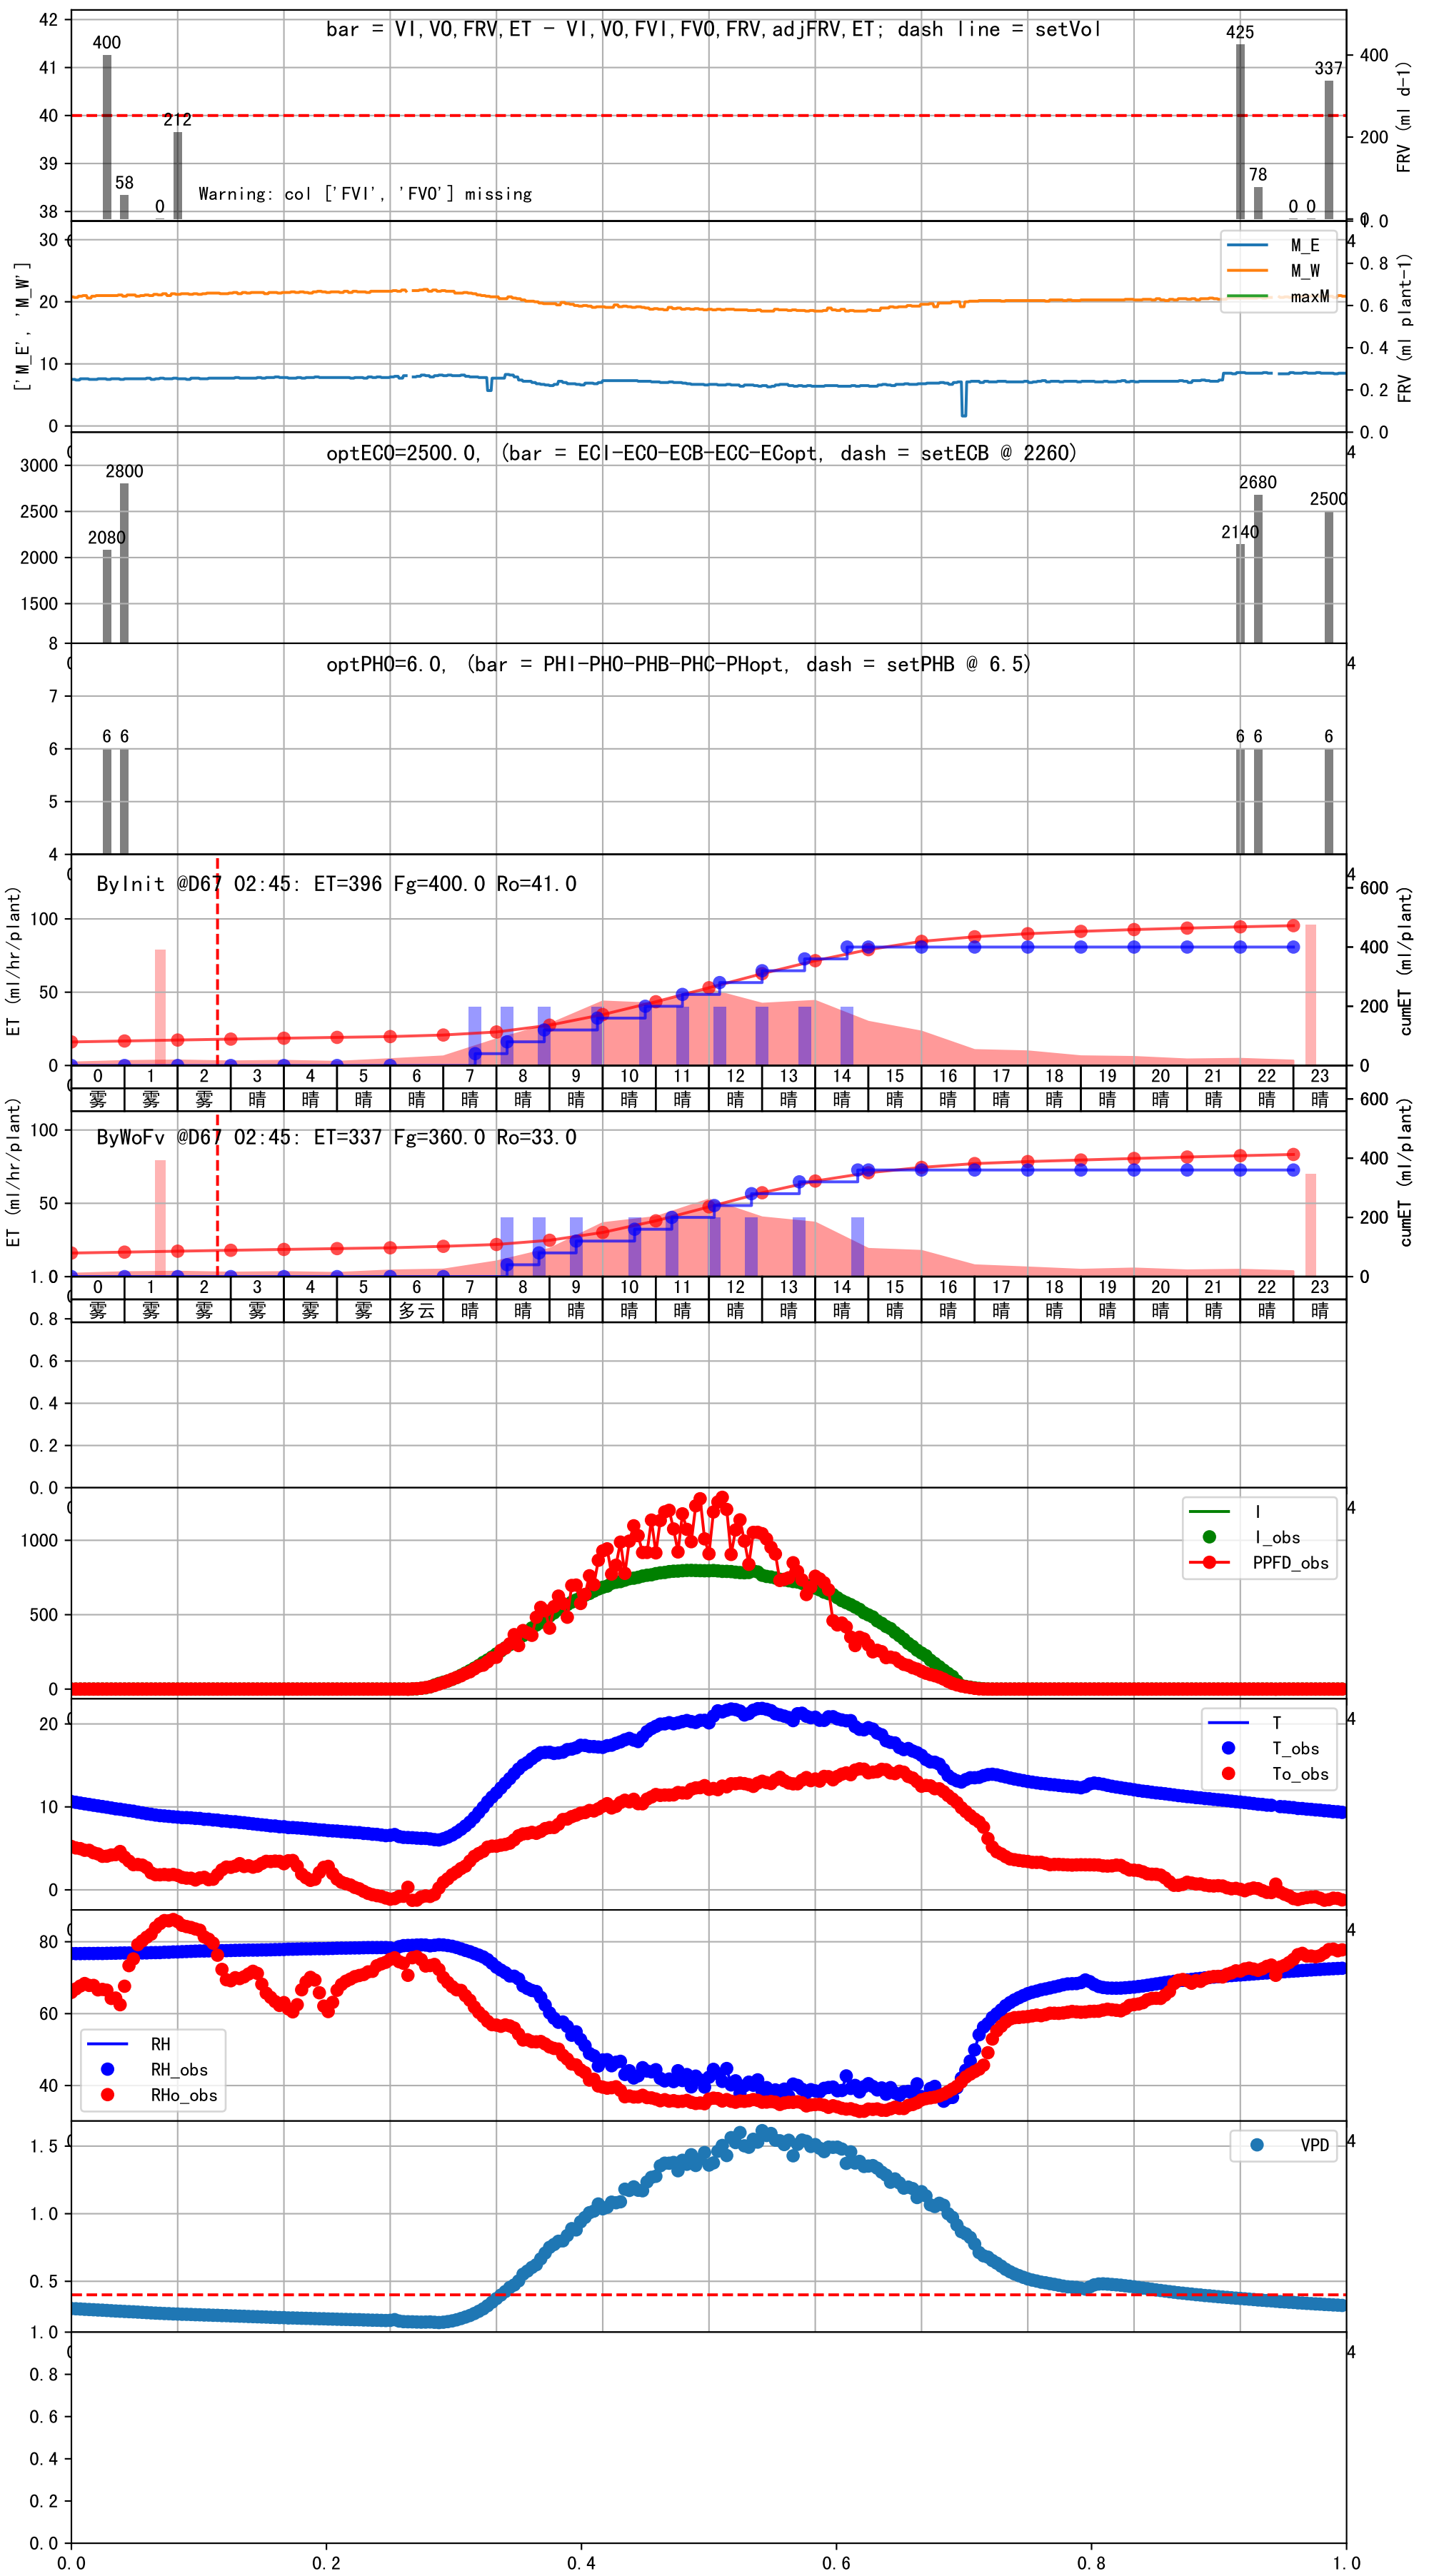 bar = VI,VO,FRV,ET - VI,VO,FVI,FVO,FRV,adjFRV,ET; dash line = setVol
42
41
40
39
38
400
58
0
212
425
78
0 0
337
Warning: col ['FVI', 'FVO'] missing
400
200
0
FRV (ml d-1)
['M_E', 'M_W']
30
20
10
0
M_E
M_W
maxM
1.0
0.8
0.6
0.4
0.2
0.0
FRV (ml plant-1)
optECO=2500.0, (bar = ECI-ECO-ECB-ECC-ECopt, dash = setECB @ 2260)
3000
2500
2000
1500
2080
2800
2140
2680
2500
optPHO=6.0, (bar = PHI-PHO-PHB-PHC-PHopt, dash = setPHB @ 6.5)
8
7
6
5
4
6 6
6 6
6
ByInit @D67 02:45: ET=396 Fg=400.0 Ro=41.0
ET (ml/hr/plant)
100
50
0
600
400
200
0
cumET (ml/plant)
0 1 2 3 4 5 6 7 8 9 10 11 12 13 14 15 16 17 18 19 20 21 22 23
雾 雾 雾 晴 晴 晴 晴 晴 晴 晴 晴 晴 晴 晴 晴 晴 晴 晴 晴 晴 晴 晴 晴 晴
ByWoFv @D67 02:45: ET=337 Fg=360.0 Ro=33.0
ET (ml/hr/plant)
100
50
600
400
200
0
cumET (ml/plant)
0 1 2 3 4 5 6 7 8 9 10 11 12 13 14 15 16 17 18 19 20 21 22 23
雾 雾 雾 雾 雾 雾 多云 晴 晴 晴 晴 晴 晴 晴 晴 晴 晴 晴 晴 晴 晴 晴 晴 晴
1.0
0.8
0.6
0.4
0.2
0.0
1000
500
0
I
I_obs
PPFD_obs
20
10
0
T
T_obs
To_obs
80
60
40
RH
RH_obs
RHo_obs
1.5
1.0
0.5
VPD
1.0
0.8
0.6
0.4
0.2
0.0
0.0 0.2 0.4 0.6 0.8 1.0